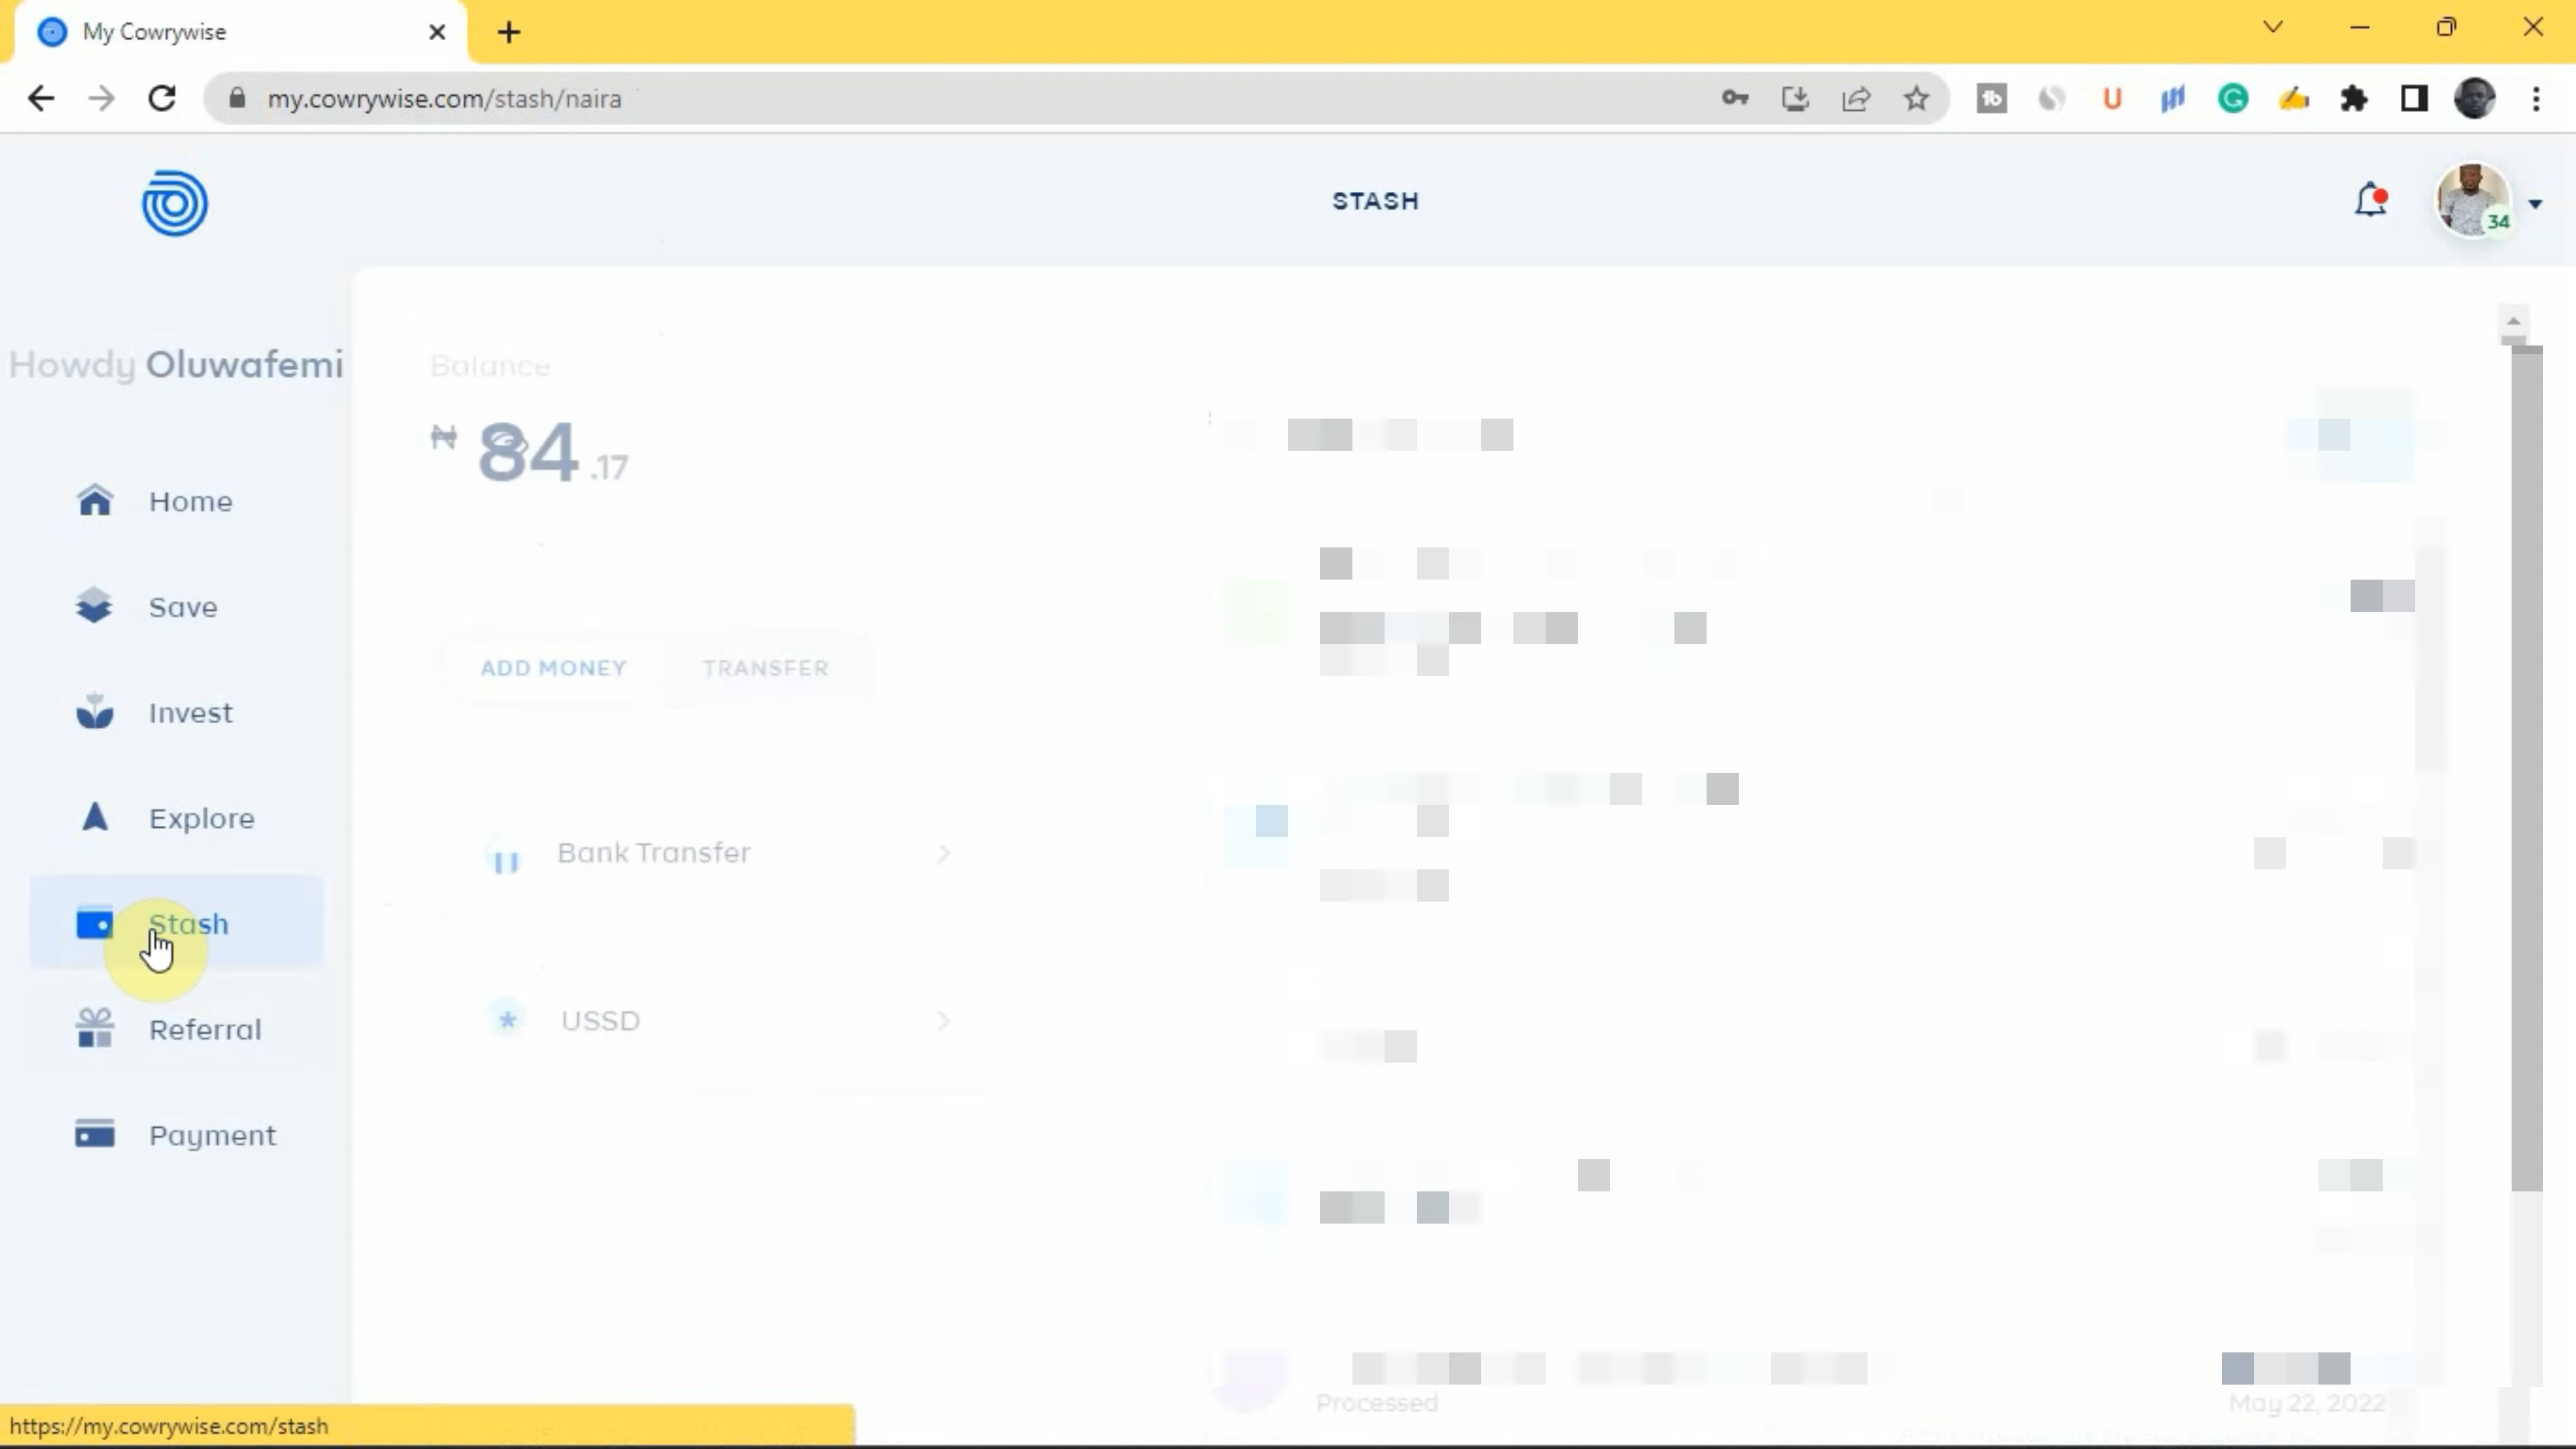 My Cowrywise
my.cowrywise.com/stash/naira
STASH
34
Howdy Oluwafemi
Home
Save
Invest
Explore
Stash
Referral
Payment
Balance
₦ 84.17
ADD MONEY
TRANSFER
Bank Transfer
USSD
Processed
May 22, 2022
https://my.cowrywise.com/stash